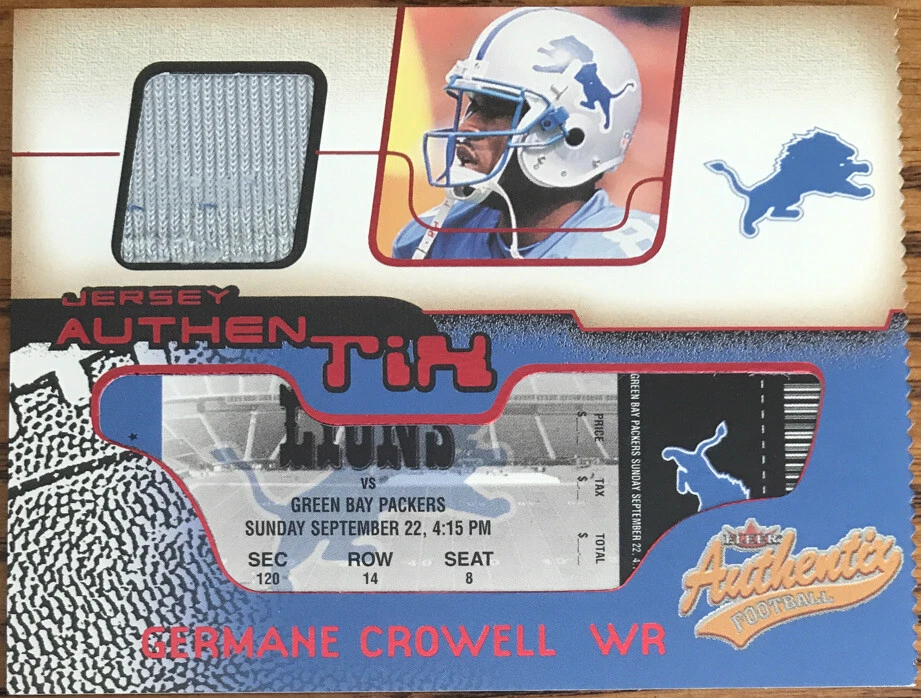 JERSEY
AUTHEN
TiX
LIONS
VS
GREEN BAY PACKERS
SUNDAY SEPTEMBER 22, 4:15 PM
SEC ROW SEAT
120 14 8
PRICE TAX TOTAL
$ $ $
GREEN BAY PACKERS SUNDAY SEPTEMBER 22, 4
FLEER
Authentix
FOOTBALL
GERMANE CROWELL WR